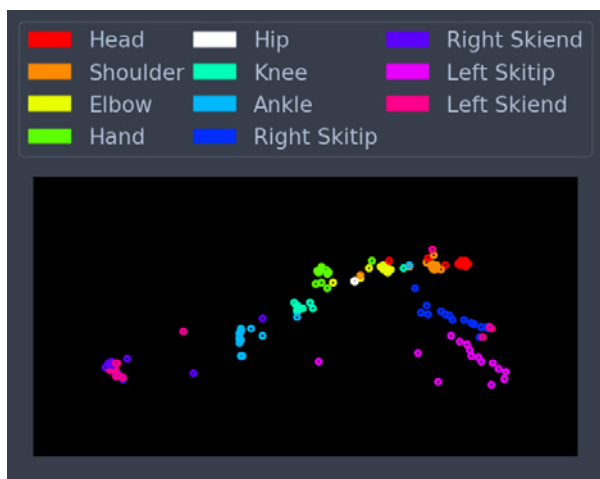 Head
Shoulder
Elbow
Hand
Hip
Knee
Ankle
Right Skitip
Right Skiend
Left Skitip
Left Skiend